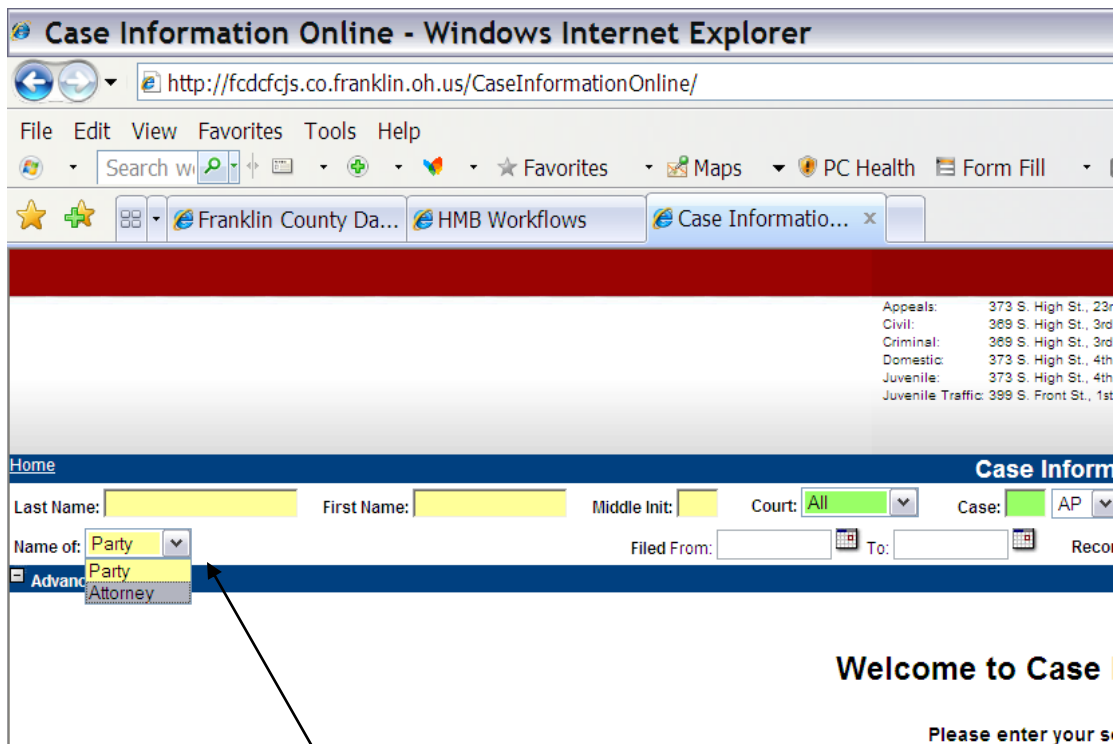 Case Information Online - Windows Internet Explorer
http://fcdcfcjs.co.franklin.oh.us/CaseInformationOnline/
File Edit View Favorites Tools Help
Search w Favorites Maps PC Health Form Fill
Franklin County Da... HMB Workflows Case Informatio... x
Appeals: 373 S. High St., 23r
Civil: 369 S. High St., 3rd
Criminal: 369 S. High St., 3rd
Domestic: 373 S. High St., 4th
Juvenile: 373 S. High St., 4th
Juvenile Traffic: 399 S. Front St., 1st
Home Case Inform
Last Name: First Name: Middle Init: Court: All Case: AP
Name of: Party Filed From: To: Recor
Party
Advanc
Attorney
Welcome to Case
Please enter your s